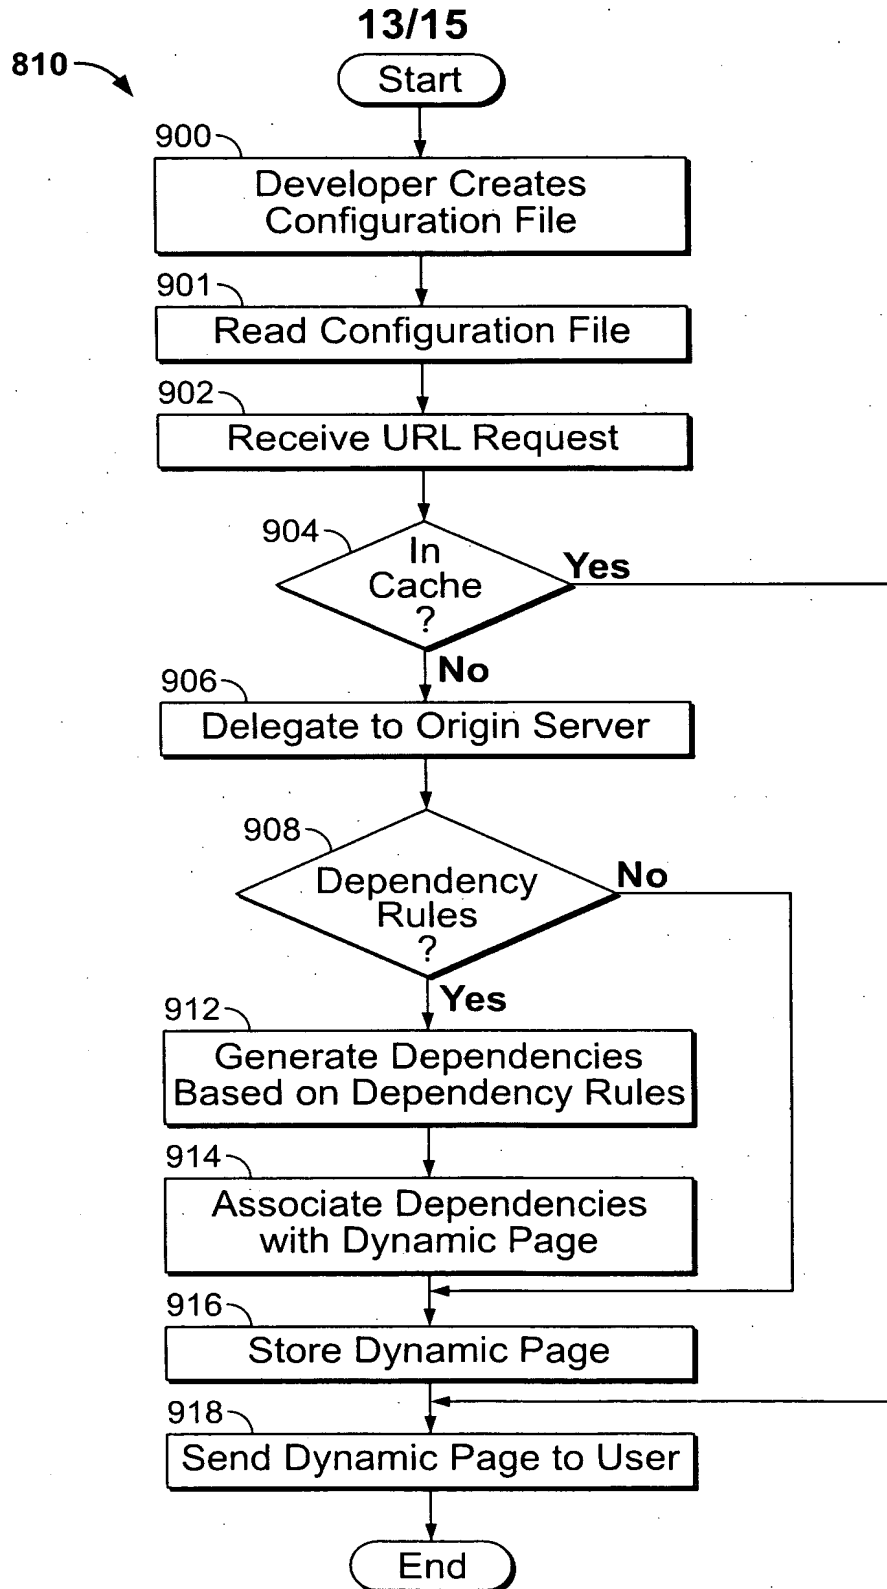 13/15
810
Start
900
Developer Creates
Configuration File
901
Read Configuration File
902
Receive URL Request
904
In
Cache
?
Yes
No
906
Delegate to Origin Server
908
Dependency
Rules
?
No
Yes
912
Generate Dependencies
Based on Dependency Rules
914
Associate Dependencies
with Dynamic Page
916
Store Dynamic Page
918
Send Dynamic Page to User
End